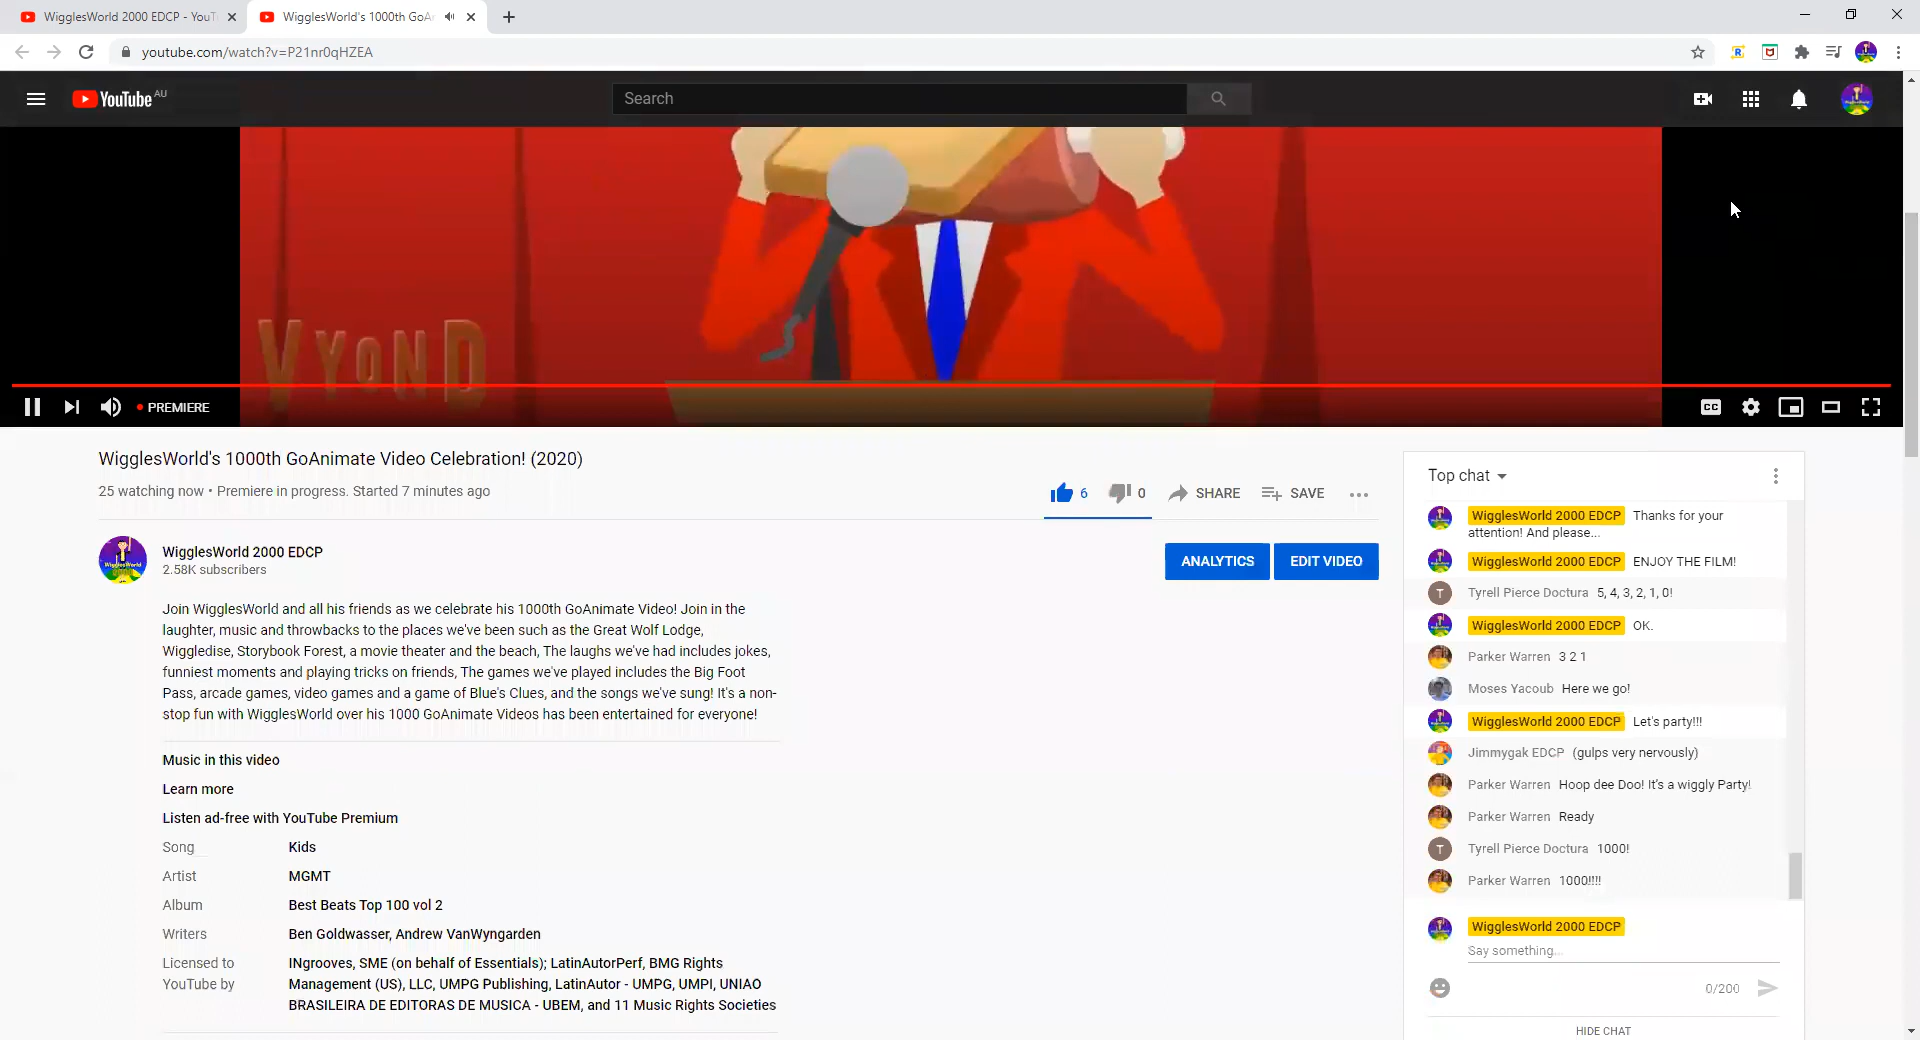 WigglesWorld 2000 EDCP - YouT
WigglesWorld's 1000th GoAn
youtube.com/watch?v=P21nr0qHZEA
YouTube AU
Search
VYOND
PREMIERE
CC
WigglesWorld's 1000th GoAnimate Video Celebration! (2020)
25 watching now • Premiere in progress. Started 7 minutes ago
6
0
SHARE
SAVE
WigglesWorld 2000 EDCP
2.58K subscribers
ANALYTICS
EDIT VIDEO
Join WigglesWorld and all his friends as we celebrate his 1000th GoAnimate Video! Join in the
laughter, music and throwbacks to the places we've been such as the Great Wolf Lodge,
Wiggledise, Storybook Forest, a movie theater and the beach, The laughs we've had includes jokes,
funniest moments and playing tricks on friends, The games we've played includes the Big Foot
Pass, arcade games, video games and a game of Blue's Clues, and the songs we've sung! It's a non-
stop fun with WigglesWorld over his 1000 GoAnimate Videos has been entertained for everyone!
Music in this video
Learn more
Listen ad-free with YouTube Premium
Song Kids
Artist MGMT
Album Best Beats Top 100 vol 2
Writers Ben Goldwasser, Andrew VanWyngarden
Licensed to INgrooves, SME (on behalf of Essentials); LatinAutorPerf, BMG Rights
YouTube by Management (US), LLC, UMPG Publishing, LatinAutor - UMPG, UMPI, UNIAO
BRASILEIRA DE EDITORAS DE MUSICA - UBEM, and 11 Music Rights Societies
Top chat
WigglesWorld 2000 EDCP Thanks for your
attention! And please...
WigglesWorld 2000 EDCP ENJOY THE FILM!
T Tyrell Pierce Doctura 5, 4, 3, 2, 1, 0!
WigglesWorld 2000 EDCP OK.
Parker Warren 3 2 1
Moses Yacoub Here we go!
WigglesWorld 2000 EDCP Let's party!!!
Jimmygak EDCP (gulps very nervously)
Parker Warren Hoop dee Doo! It's a wiggly Party!
Parker Warren Ready
T Tyrell Pierce Doctura 1000!
Parker Warren 1000!!!!
WigglesWorld 2000 EDCP
Say something...
0/200
HIDE CHAT